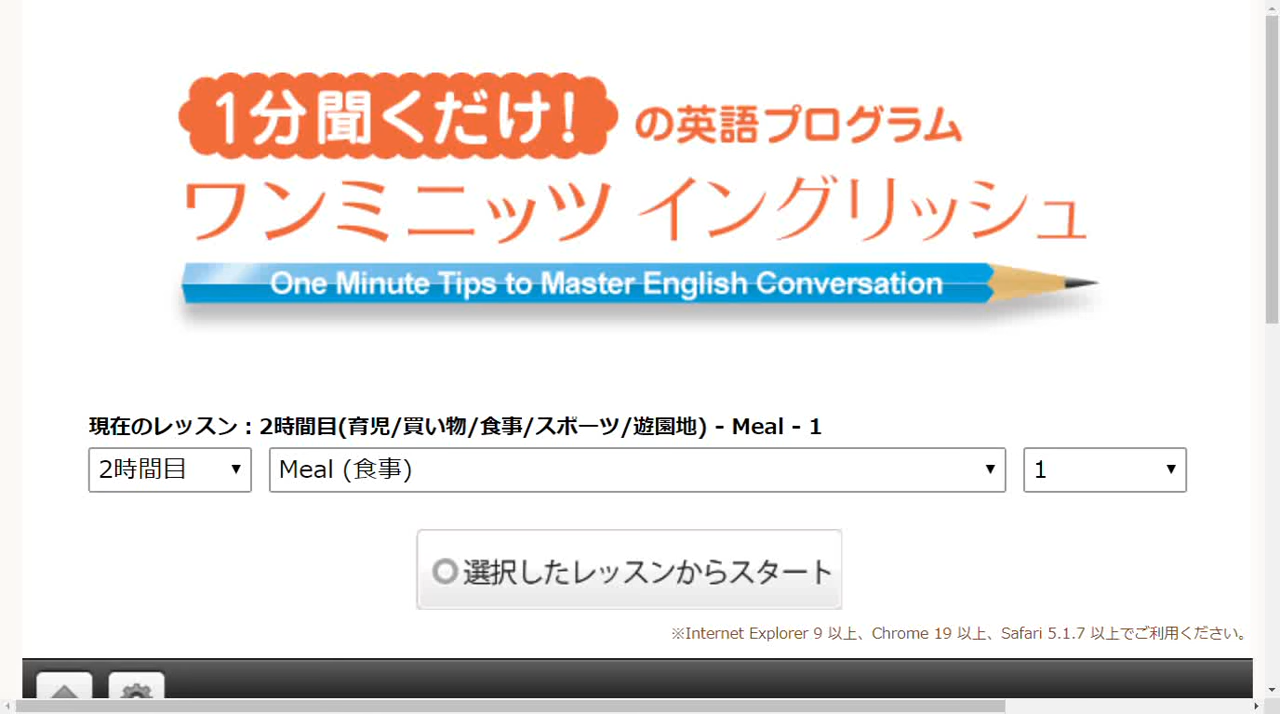 1分聞くだけ！の英語プログラム
ワンミニッツ イングリッシュ
One Minute Tips to Master English Conversation
現在のレッスン : 2時間目(育児/買い物/食事/スポーツ/遊園地) - Meal - 1
2時間目 Meal (食事) 1
選択したレッスンからスタート
※Internet Explorer 9 以上、Chrome 19 以上、Safari 5.1.7 以上でご利用ください。